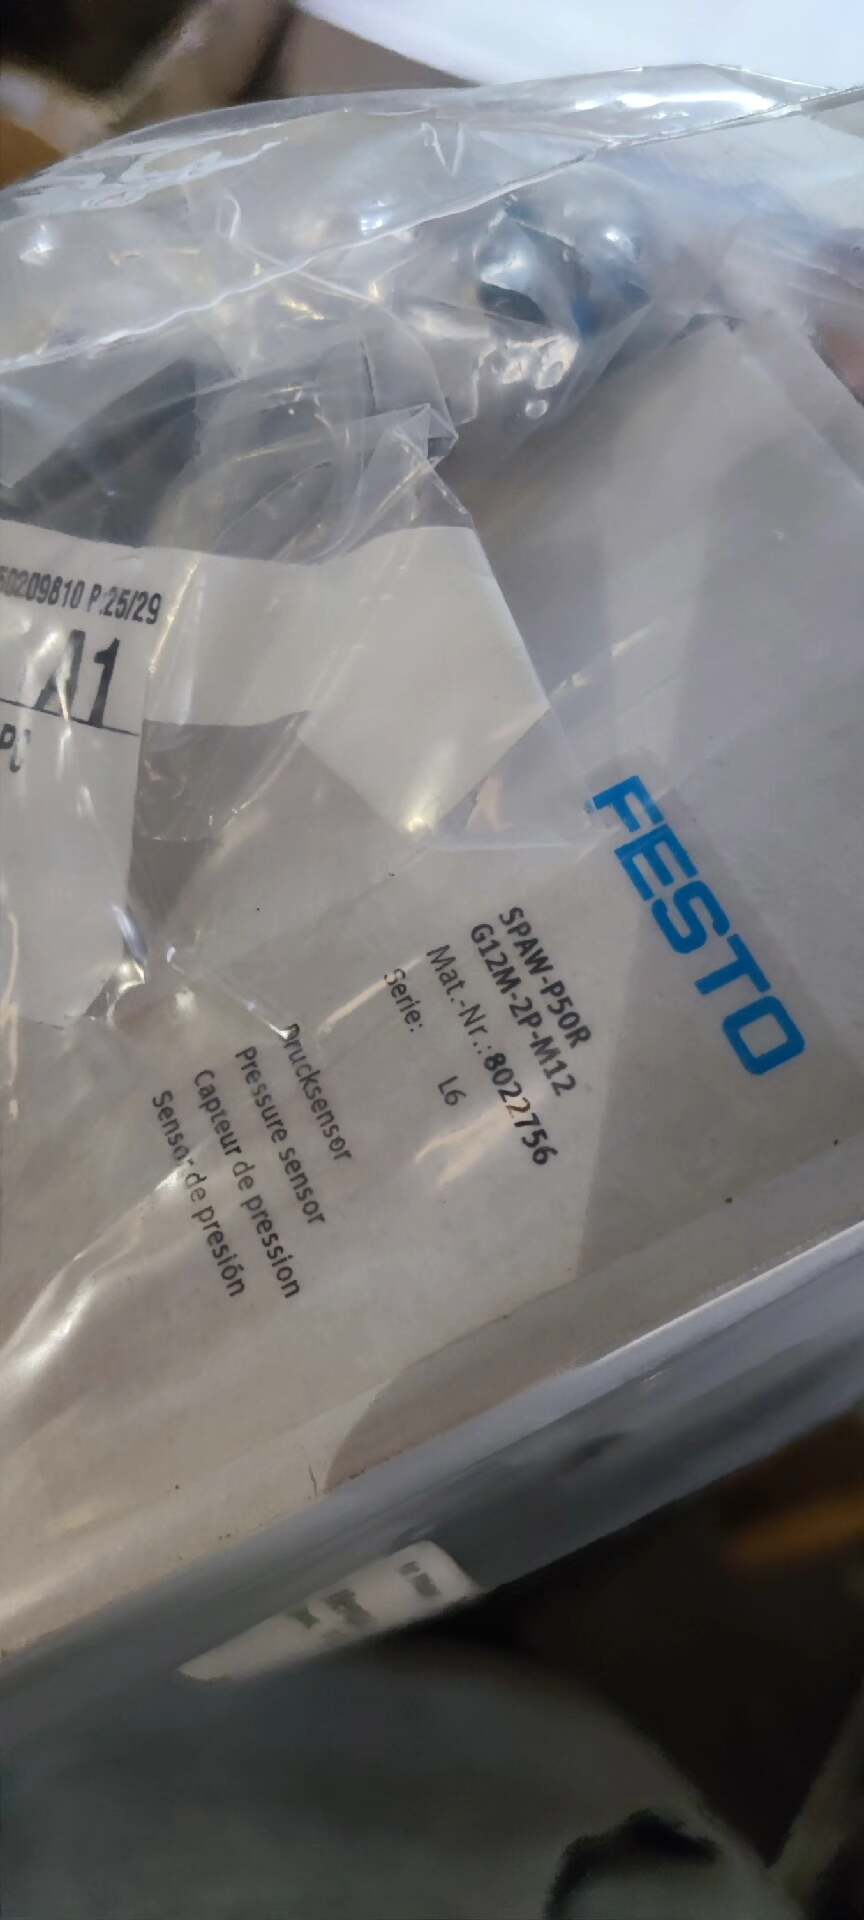 50209810 P.25/29
A1
PC
FESTO
SPAW-P50R
G12M-2P-M12
Mat.-Nr.: 8022756
Serie: L6
Drucksensor
Pressure sensor
Capteur de pression
Sensor de presión